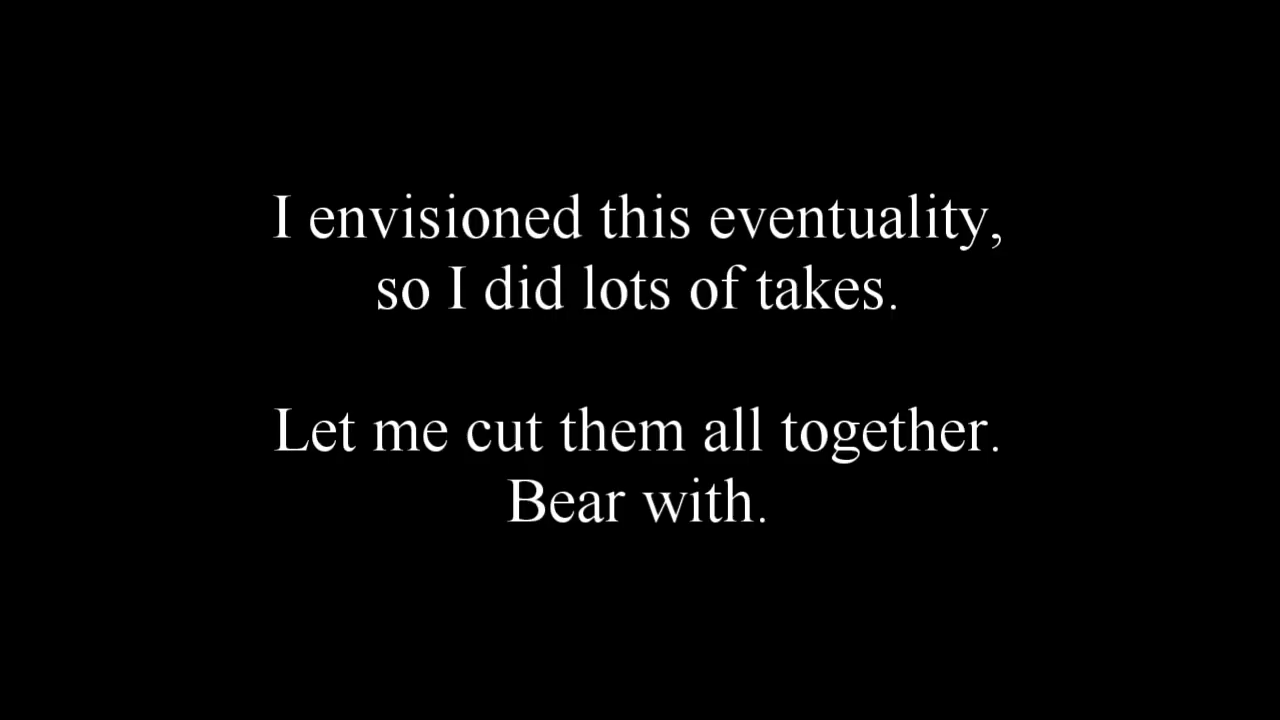 I envisioned this eventuality,
so I did lots of takes.
Let me cut them all together.
Bear with.